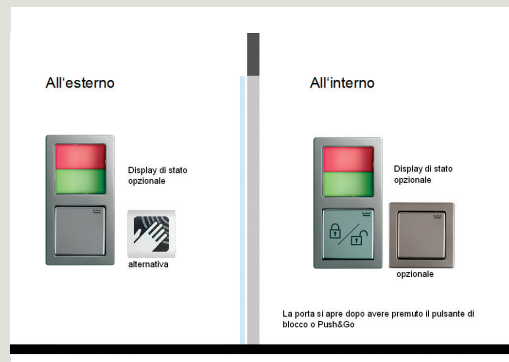 All'esterno
All'interno
Display di stato
opzionale
Display di stato
opzionale
alternativa
opzionale
La porta si apre dopo avere premuto il pulsante di
blocco o Push&Go